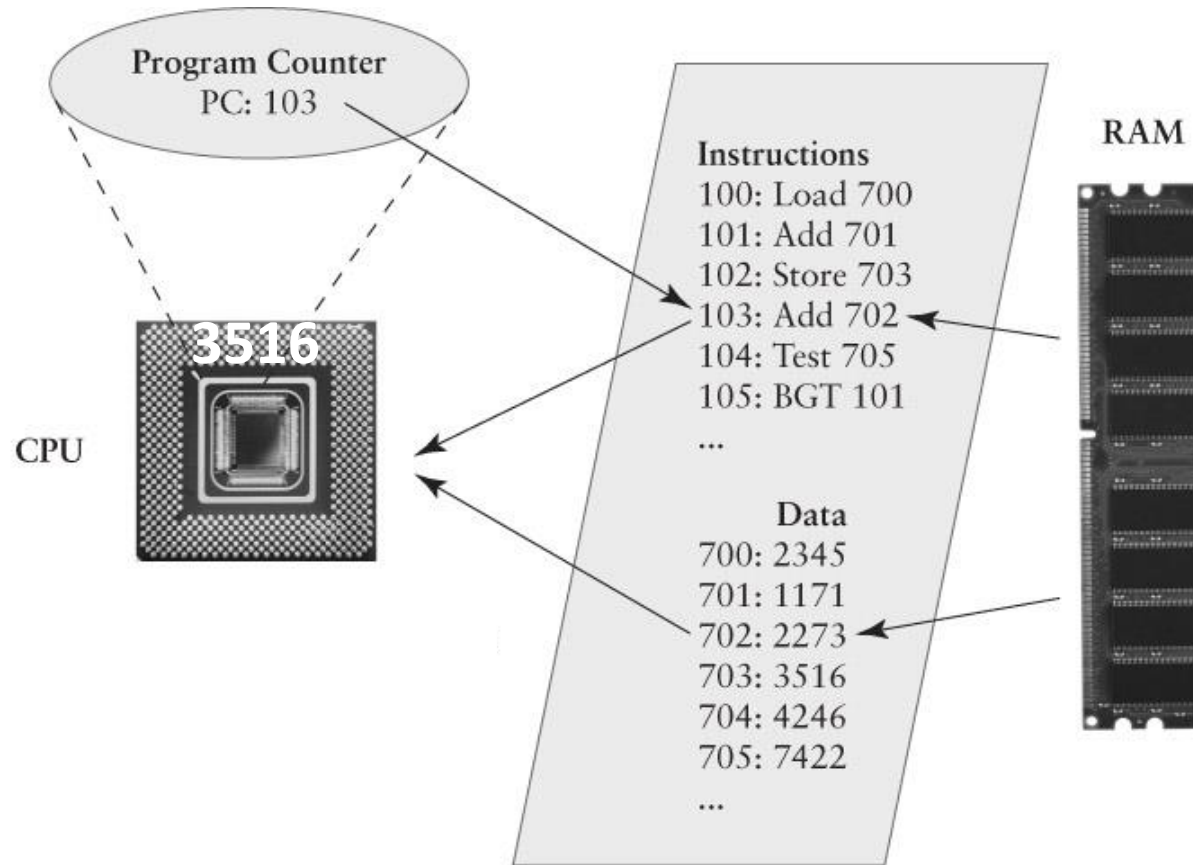 Program Counter
PC: 103
3516
CPU
Instructions
100: Load 700
101: Add 701
102: Store 703
103: Add 702
104: Test 705
105: BGT 101
...
Data
700: 2345
701: 1171
702: 2273
703: 3516
704: 4246
705: 7422
...
RAM